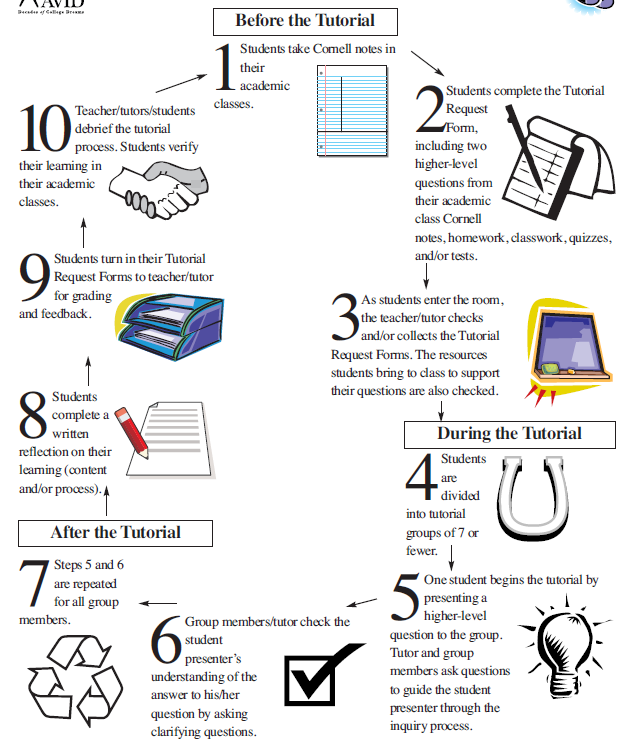 AVID
Decades of College Dreams
Before the Tutorial
1 Students take Cornell notes in
their
academic
classes.
2 Students complete the Tutorial
Request
Form,
including two
higher-level
questions from
their academic
class Cornell
notes, homework, classwork, quizzes,
and/or tests.
3 As students enter the room,
the teacher/tutor checks
and/or collects the Tutorial
Request Forms. The resources
students bring to class to support
their questions are also checked.
During the Tutorial
4 Students
are
divided
into tutorial
groups of 7 or
fewer.
5 One student begins the tutorial by
presenting a
higher-level
question to the group.
Tutor and group
members ask questions
to guide the student
presenter through the
inquiry process.
6 Group members/tutor check the
student
presenter's
understanding of the
answer to his/her
question by asking
clarifying questions.
7 Steps 5 and 6
are repeated
for all group
members.
After the Tutorial
8 Students
complete a
written
reflection on their
learning (content
and/or process).
9 Students turn in their Tutorial
Request Forms to teacher/tutor
for grading
and feedback.
10 Teacher/tutors/students
debrief the tutorial
process. Students verify
their learning in
their academic
classes.